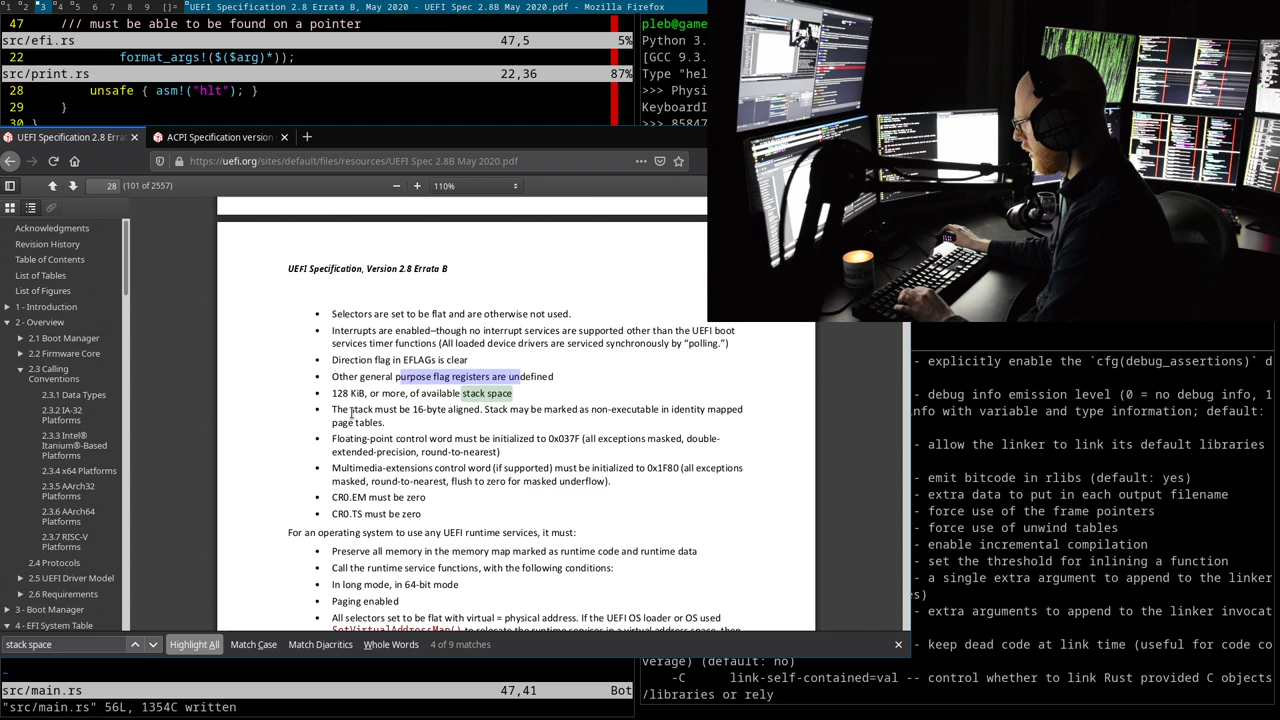 1 2 3 4 5 6 7 8 9 []= UEFI Specification 2.8 Errata B, May 2020 - UEFI Spec 2.8B May 2020.pdf - Mozilla Firefox
47 /// must be able to be found on a pointer
src/efi.rs 47,5 5%
22 format_args!($($arg)*));
src/print.rs 22,36 87%
28 unsafe { asm!("hlt"); }
29 }
30 }
pleb@game
Python 3.
[GCC 9.3.
Type "hel
>>> Physi
KeyboardI
>>> 85847
UEFI Specification 2.8 Erra
ACPI Specification version
https://uefi.org/sites/default/files/resources/UEFI Spec 2.8B May 2020.pdf
28 (101 of 2557)
110%
Acknowledgments
Revision History
Table of Contents
List of Tables
List of Figures
1 - Introduction
2 - Overview
2.1 Boot Manager
2.2 Firmware Core
2.3 Calling
Conventions
2.3.1 Data Types
2.3.2 IA-32
Platforms
2.3.3 Intel®
Itanium®-Based
Platforms
2.3.4 x64 Platforms
2.3.5 AArch32
Platforms
2.3.6 AArch64
Platforms
2.3.7 RISC-V
Platforms
2.4 Protocols
2.5 UEFI Driver Model
2.6 Requirements
3 - Boot Manager
4 - EFI System Table
UEFI Specification, Version 2.8 Errata B
• Selectors are set to be flat and are otherwise not used.
• Interrupts are enabled–though no interrupt services are supported other than the UEFI boot
services timer functions (All loaded device drivers are serviced synchronously by “polling.”)
• Direction flag in EFLAGs is clear
• Other general purpose flag registers are undefined
• 128 KiB, or more, of available stack space
• The stack must be 16-byte aligned. Stack may be marked as non-executable in identity mapped
page tables.
• Floating-point control word must be initialized to 0x037F (all exceptions masked, double-
extended-precision, round-to-nearest)
• Multimedia-extensions control word (if supported) must be initialized to 0x1F80 (all exceptions
masked, round-to-nearest, flush to zero for masked underflow).
• CR0.EM must be zero
• CR0.TS must be zero
For an operating system to use any UEFI runtime services, it must:
• Preserve all memory in the memory map marked as runtime code and runtime data
• Call the runtime service functions, with the following conditions:
• In long mode, in 64-bit mode
• Paging enabled
• All selectors set to be flat with virtual = physical address. If the UEFI OS loader or OS used
SetVirtualAddressMap() to relocate the runtime services in a virtual address space, then
stack space
Highlight All
Match Case
Match Diacritics
Whole Words
4 of 9 matches
- explicitly enable the `cfg(debug_assertions)` d
- debug info emission level (0 = no debug info, 1
nfo with variable and type information; default:
- allow the linker to link its default libraries
- emit bitcode in rlibs (default: yes)
- extra data to put in each output filename
- force use of the frame pointers
- force use of unwind tables
- enable incremental compilation
- set the threshold for inlining a function
- a single extra argument to append to the linker
es)
- extra arguments to append to the linker invocat
- keep dead code at link time (useful for code co
verage) (default: no)
-C link-self-contained=val -- control whether to link Rust provided C objects
/libraries or rely
~
src/main.rs 47,41 Bot
"src/main.rs" 56L, 1354C written